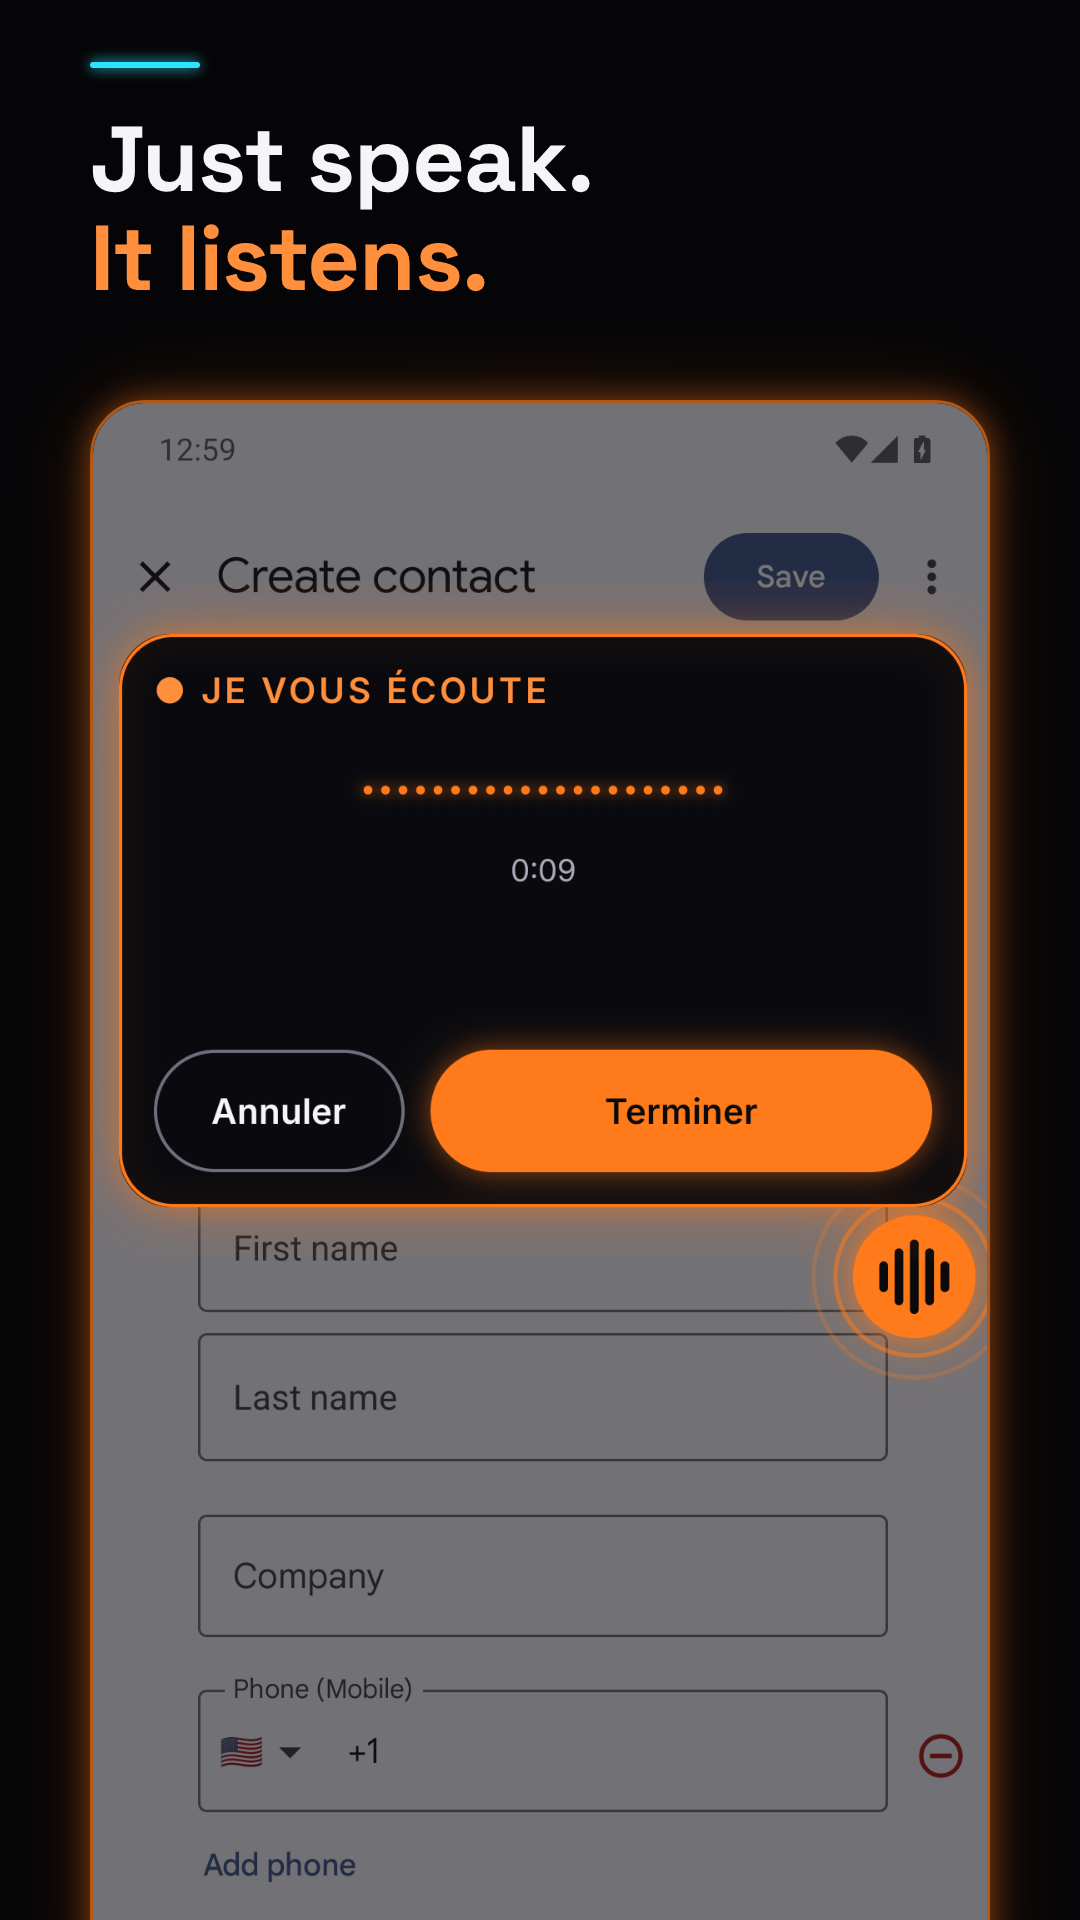 Just speak.
It listens.
12:59
Create contact
Save
JE VOUS ÉCOUTE
0:09
Annuler
Terminer
First name
Last name
Company
Phone (Mobile)
+1
Add phone